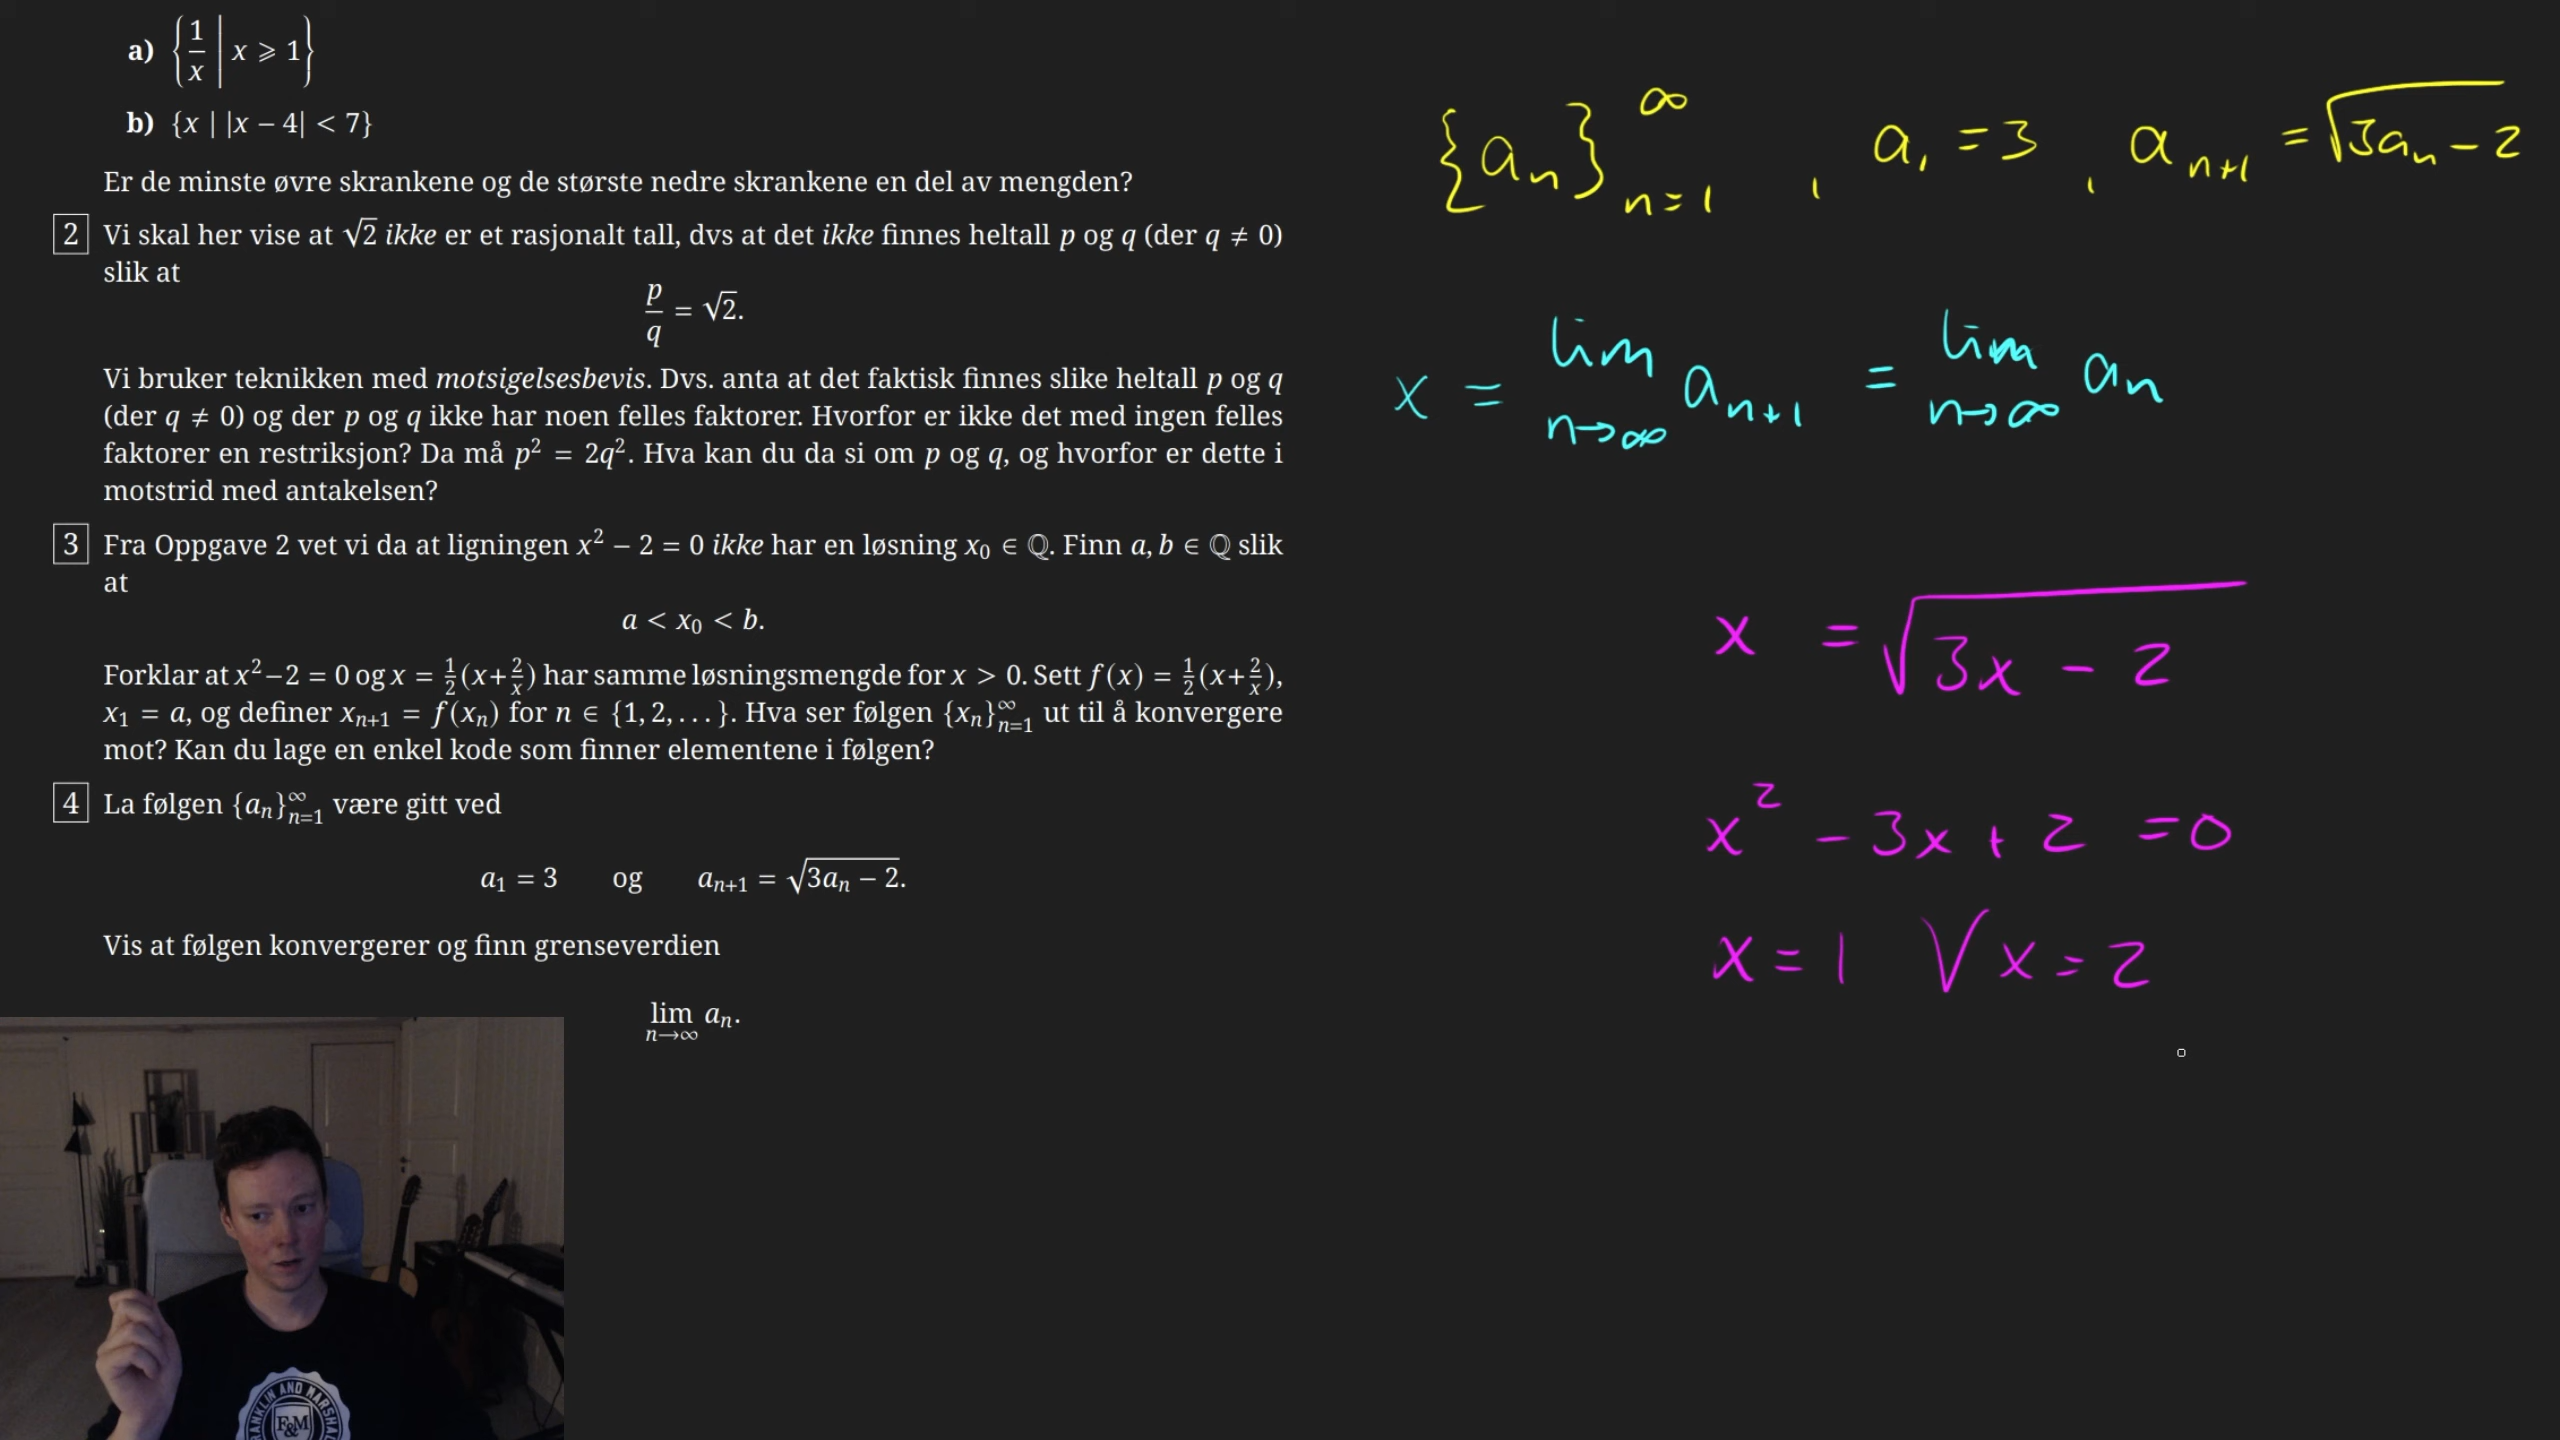 a) {1/x | x ⩾ 1}
b) {x | |x − 4| < 7}
Er de minste øvre skrankene og de største nedre skrankene en del av mengden?
2 Vi skal her vise at √2 ikke er et rasjonalt tall, dvs at det ikke finnes heltall p og q (der q ≠ 0)
slik at
p/q = √2.
Vi bruker teknikken med motsigelsesbevis. Dvs. anta at det faktisk finnes slike heltall p og q
(der q ≠ 0) og der p og q ikke har noen felles faktorer. Hvorfor er ikke det med ingen felles
faktorer en restriksjon? Da må p² = 2q². Hva kan du da si om p og q, og hvorfor er dette i
motstrid med antakelsen?
3 Fra Oppgave 2 vet vi da at ligningen x² − 2 = 0 ikke har en løsning x₀ ∈ ℚ. Finn a, b ∈ ℚ slik
at
a < x₀ < b.
Forklar at x² − 2 = 0 og x = ½(x + 2/x) har samme løsningsmengde for x > 0. Sett f(x) = ½(x + 2/x),
x₁ = a, og definer xₙ₊₁ = f(xₙ) for n ∈ {1, 2, . . . }. Hva ser følgen {xₙ}ₙ₌₁^∞ ut til å konvergere
mot? Kan du lage en enkel kode som finner elementene i følgen?
4 La følgen {aₙ}ₙ₌₁^∞ være gitt ved
a₁ = 3 og aₙ₊₁ = √(3aₙ − 2).
Vis at følgen konvergerer og finn grenseverdien
lim n→∞ aₙ.
{aₙ}ₙ₌₁^∞ , a₁ = 3 , aₙ₊₁ = √(3aₙ − 2)
x = lim n→∞ aₙ₊₁ = lim n→∞ aₙ
x = √(3x − 2)
x² − 3x + 2 = 0
x = 1 ∨ x = 2
F&M